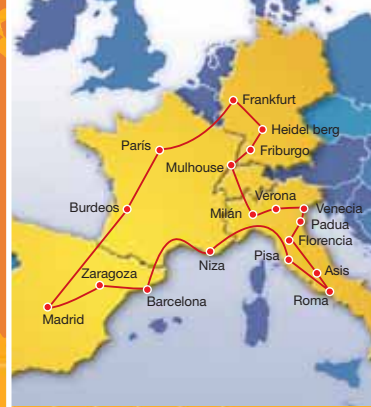 Frankfurt
Heidel berg
París
Friburgo
Mulhouse
Verona
Burdeos
Milán
Venecia
Padua
Florencia
Zaragoza
Niza
Pisa
Asis
Barcelona
Roma
Madrid